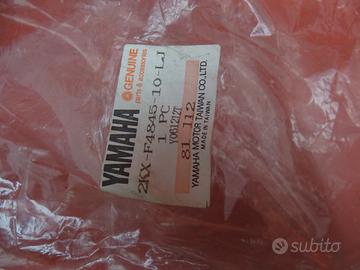 YAMAHA
GENUINE
parts & accessories
2KX-F4845-10-LJ
1 PC
Y061212T
81 112
YAMAHA MOTOR TAIWAN CO., LTD.
MADE IN TAIWAN
subito